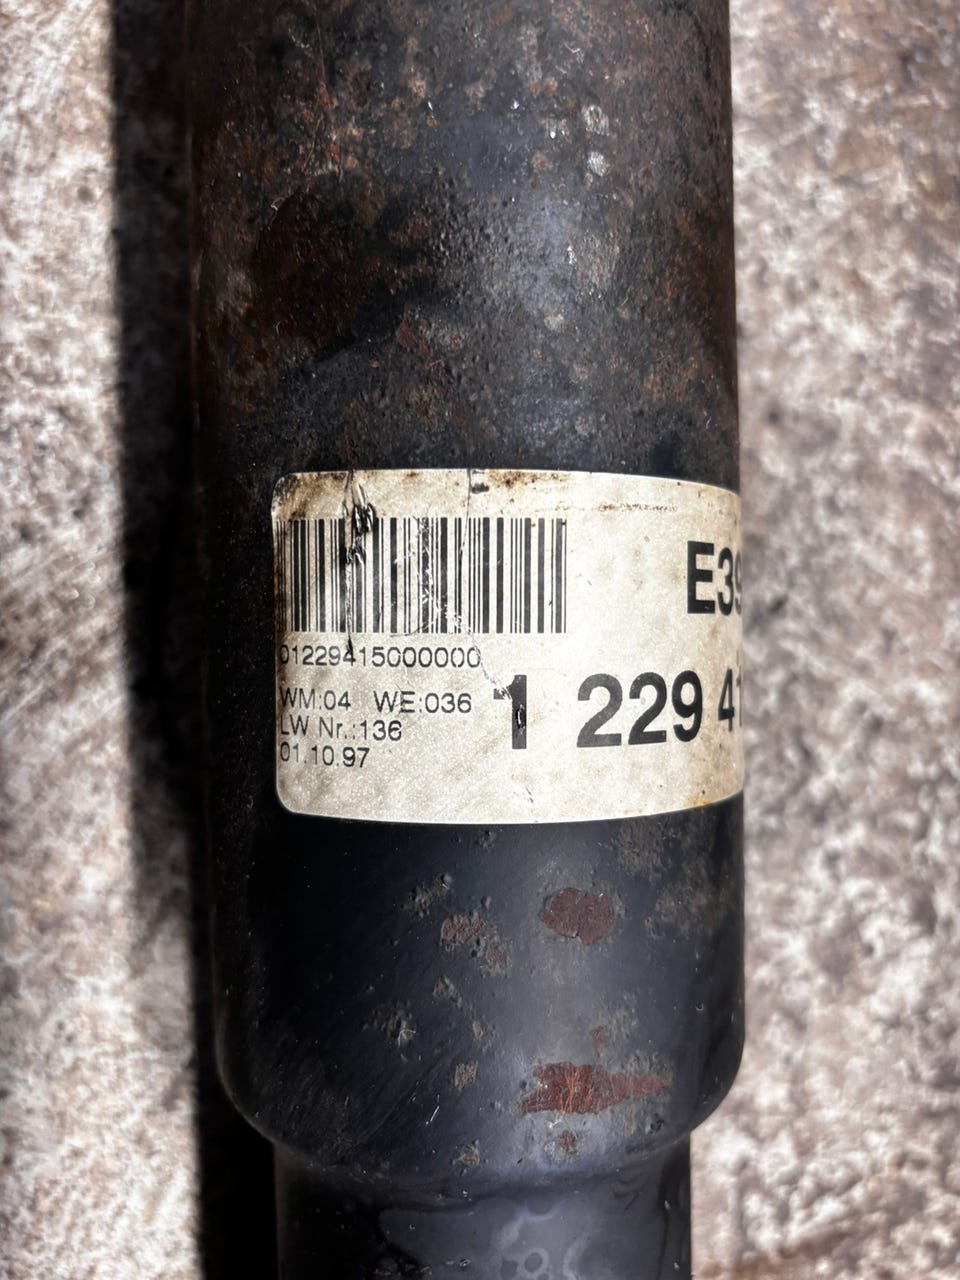 E39
01229415000000
1 229 41
WM:04 WE:036
LW Nr.:136
01.10.97